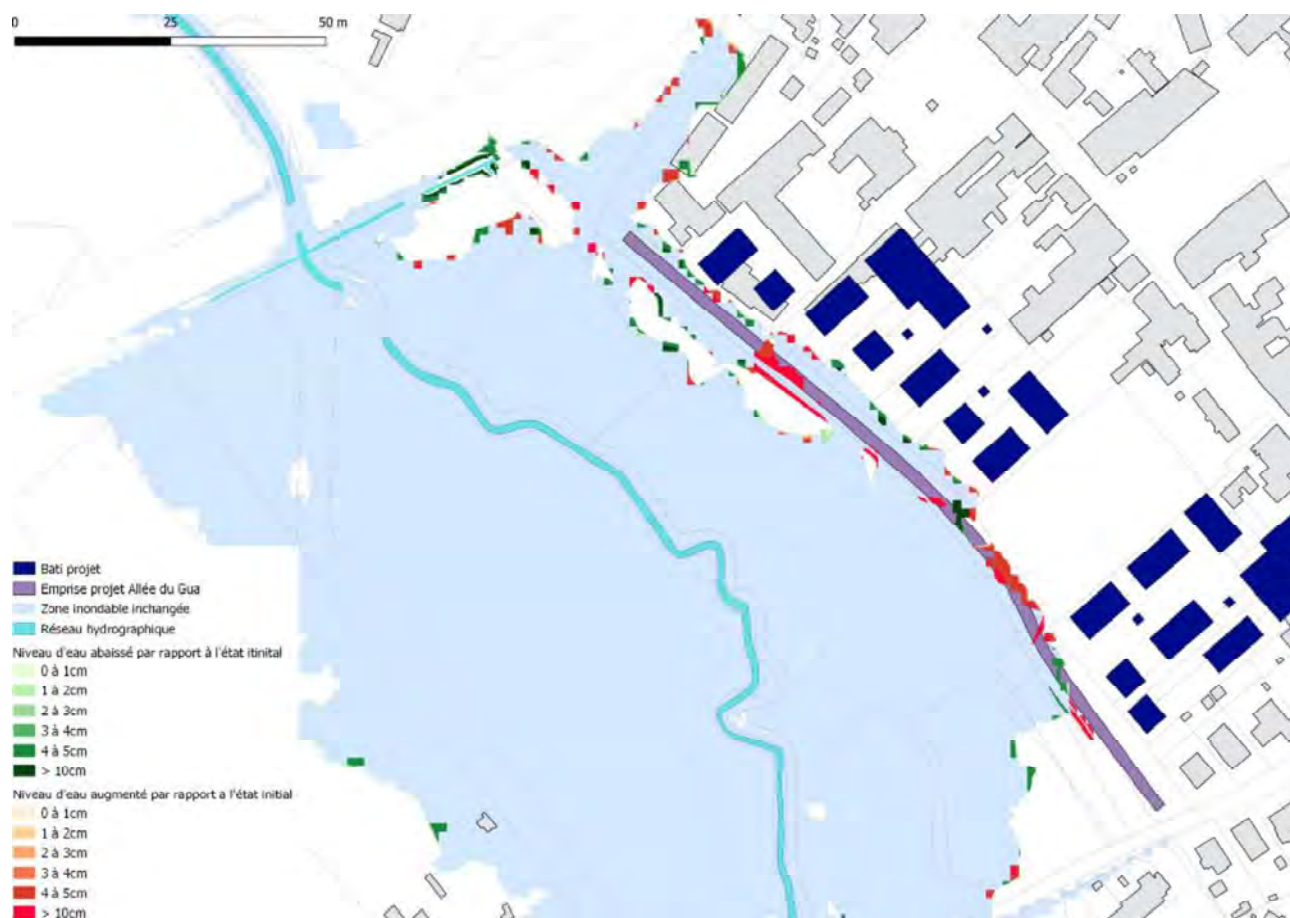 0 25 50 m
Bati projet
Emprise projet Allée du Gua
Zone inondable inchangée
Réseau hydrographique
Niveau d'eau abaissé par rapport à l'état itinital
0 à 1cm
1 à 2cm
2 à 3cm
3 à 4cm
4 à 5cm
> 10cm
Niveau d'eau augmenté par rapport a l'état initial
0 à 1cm
1 à 2cm
2 à 3cm
3 à 4cm
4 à 5cm
> 10cm